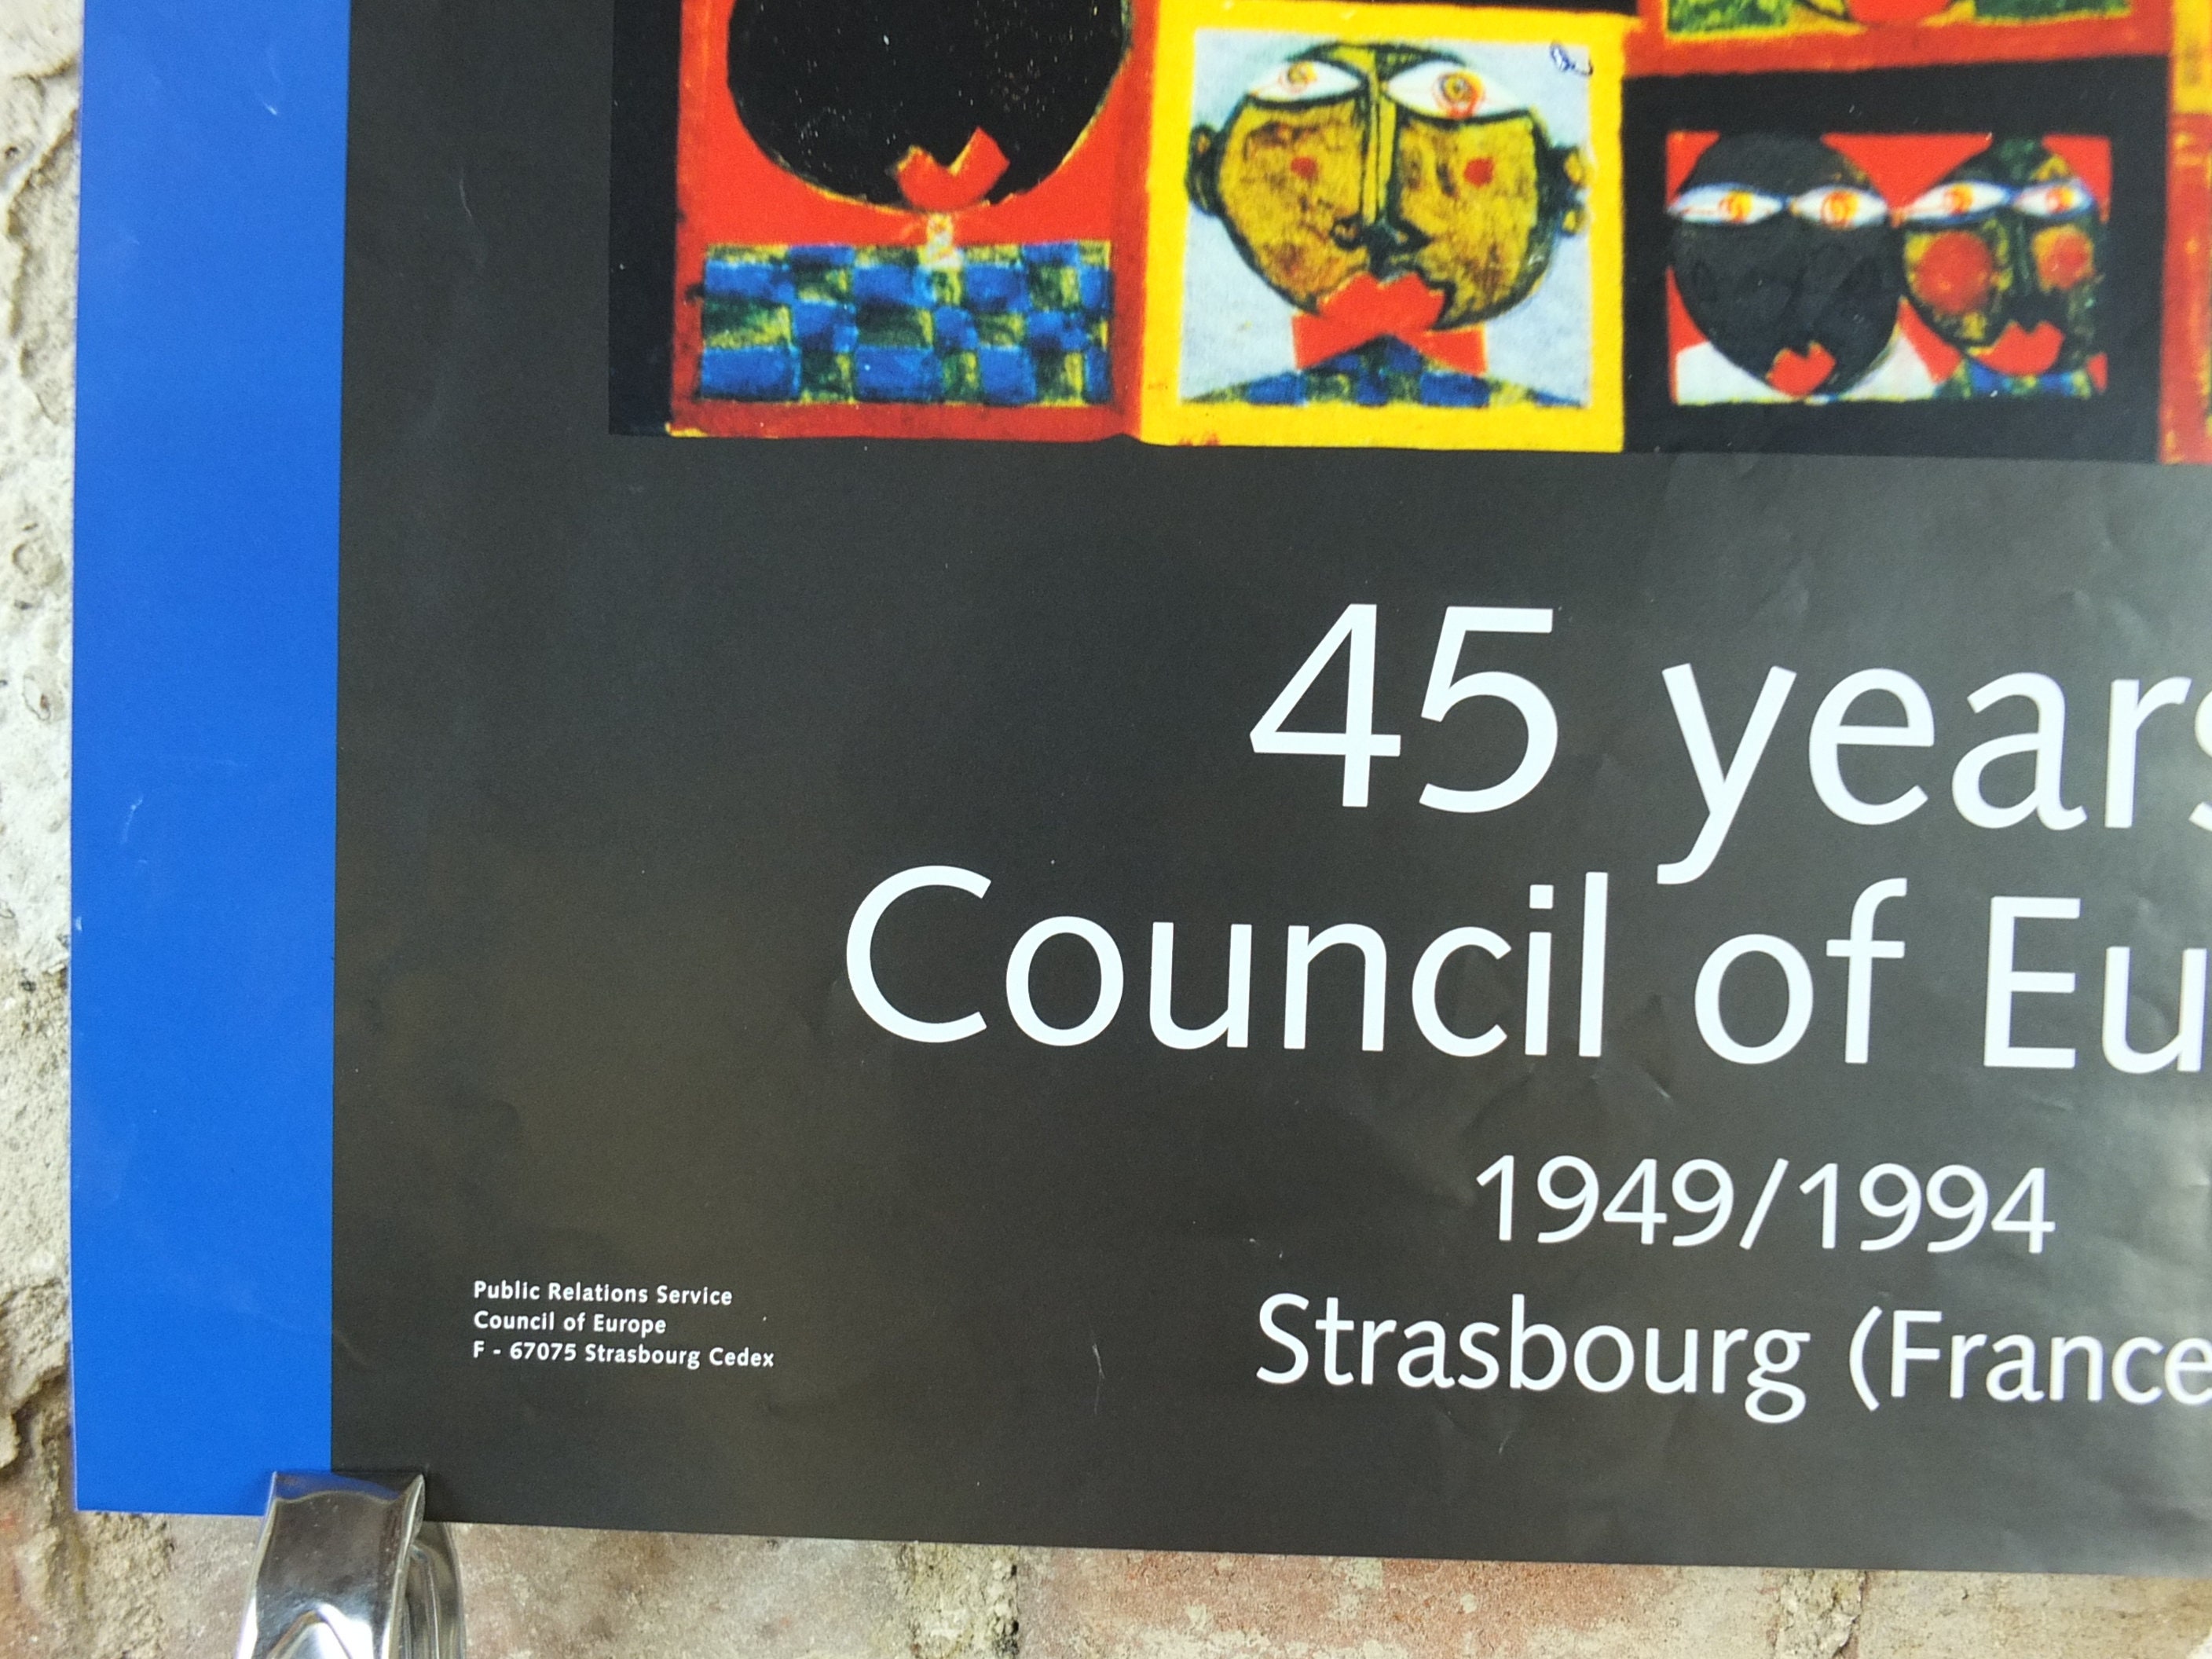 45 years
Council of Eu
1949/1994
Strasbourg (France
Public Relations Service
Council of Europe
F - 67075 Strasbourg Cedex